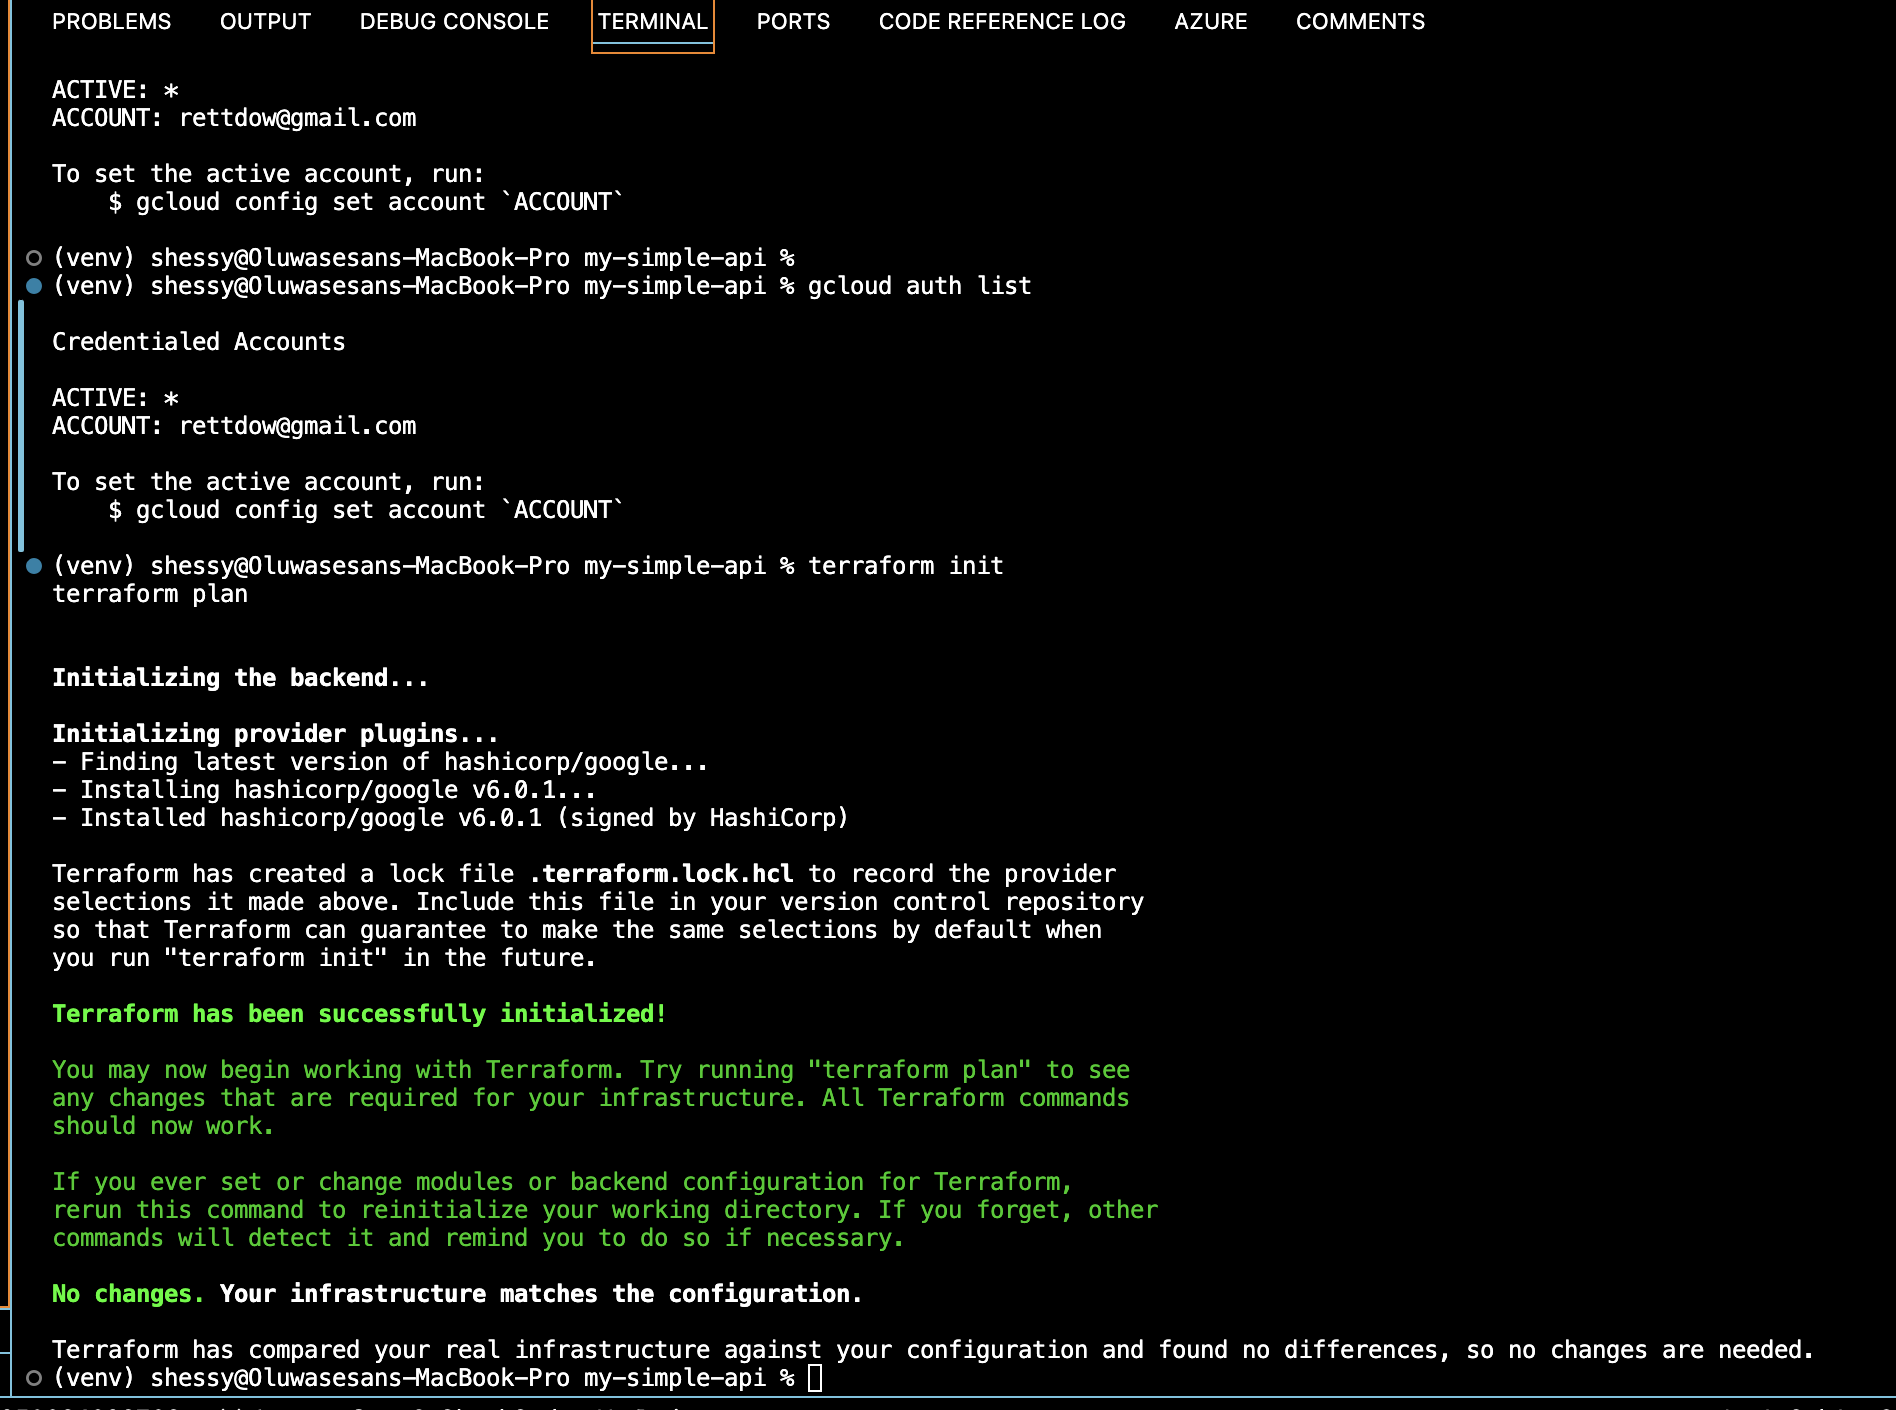 PROBLEMS OUTPUT DEBUG CONSOLE TERMINAL PORTS CODE REFERENCE LOG AZURE COMMENTS
ACTIVE: *
ACCOUNT: rettdow@gmail.com
To set the active account, run:
$ gcloud config set account `ACCOUNT`
(venv) shessy@Oluwasesans-MacBook-Pro my-simple-api %
(venv) shessy@Oluwasesans-MacBook-Pro my-simple-api % gcloud auth list
Credentialed Accounts
ACTIVE: *
ACCOUNT: rettdow@gmail.com
To set the active account, run:
$ gcloud config set account `ACCOUNT`
(venv) shessy@Oluwasesans-MacBook-Pro my-simple-api % terraform init
terraform plan
Initializing the backend...
Initializing provider plugins...
- Finding latest version of hashicorp/google...
- Installing hashicorp/google v6.0.1...
- Installed hashicorp/google v6.0.1 (signed by HashiCorp)
Terraform has created a lock file .terraform.lock.hcl to record the provider
selections it made above. Include this file in your version control repository
so that Terraform can guarantee to make the same selections by default when
you run "terraform init" in the future.
Terraform has been successfully initialized!
You may now begin working with Terraform. Try running "terraform plan" to see
any changes that are required for your infrastructure. All Terraform commands
should now work.
If you ever set or change modules or backend configuration for Terraform,
rerun this command to reinitialize your working directory. If you forget, other
commands will detect it and remind you to do so if necessary.
No changes. Your infrastructure matches the configuration.
Terraform has compared your real infrastructure against your configuration and found no differences, so no changes are needed.
(venv) shessy@Oluwasesans-MacBook-Pro my-simple-api %